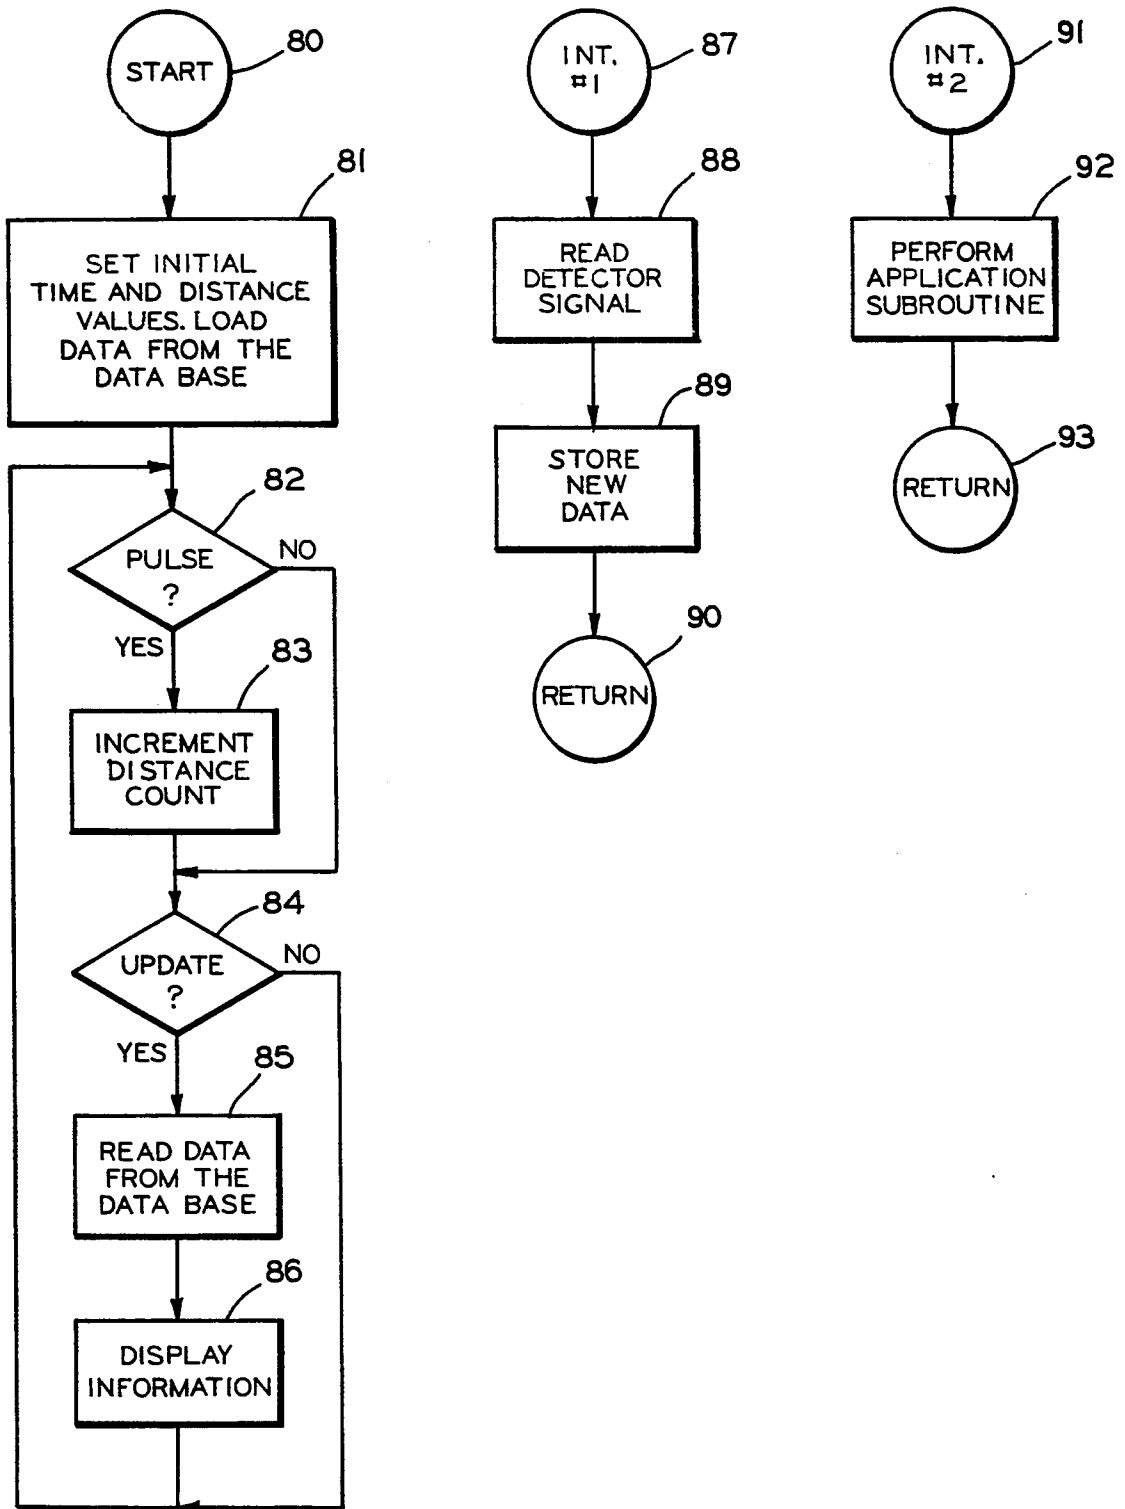 START
80
81
SET INITIAL
TIME AND DISTANCE
VALUES. LOAD
DATA FROM THE
DATA BASE
82
PULSE
?
NO
YES
83
INCREMENT
DISTANCE
COUNT
84
UPDATE
?
NO
YES
85
READ DATA
FROM THE
DATA BASE
86
DISPLAY
INFORMATION
INT.
#1
87
88
READ
DETECTOR
SIGNAL
89
STORE
NEW
DATA
90
RETURN
INT.
#2
91
92
PERFORM
APPLICATION
SUBROUTINE
93
RETURN